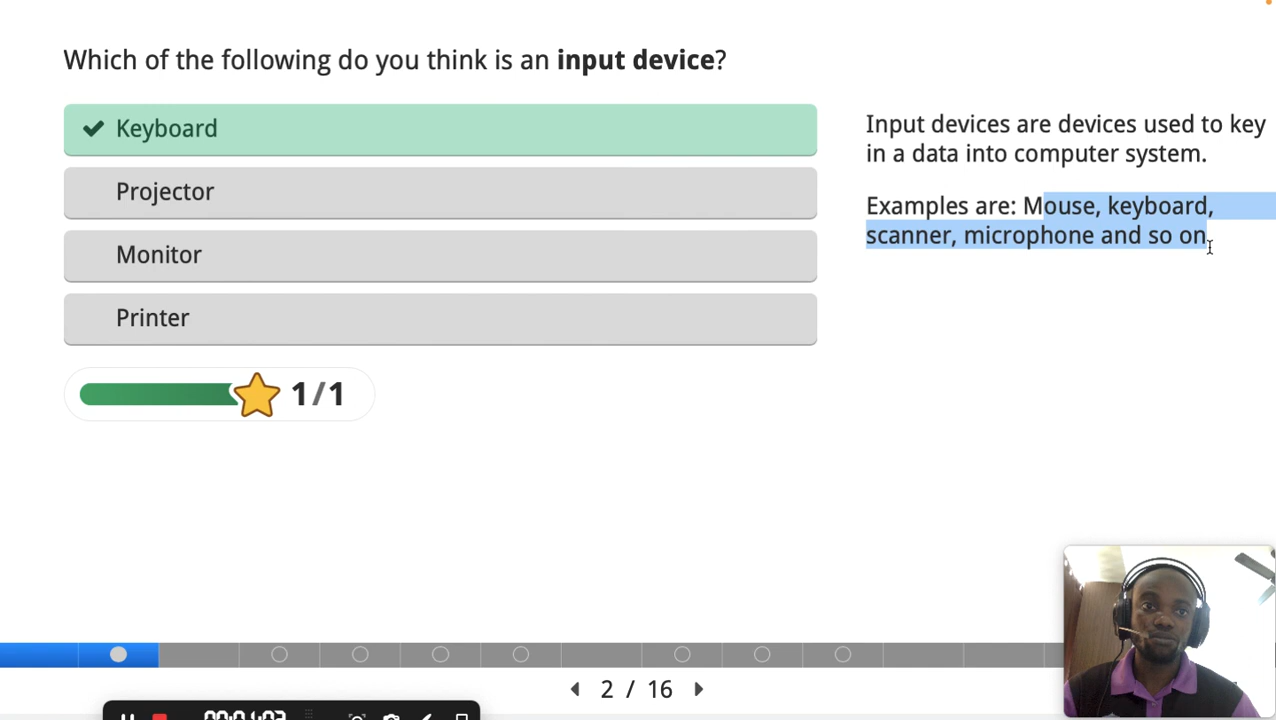 Which of the following do you think is an input device?
Keyboard
Projector
Monitor
Printer
1/1
Input devices are devices used to key
in a data into computer system.
Examples are: Mouse, keyboard,
scanner, microphone and so on.
2 / 16